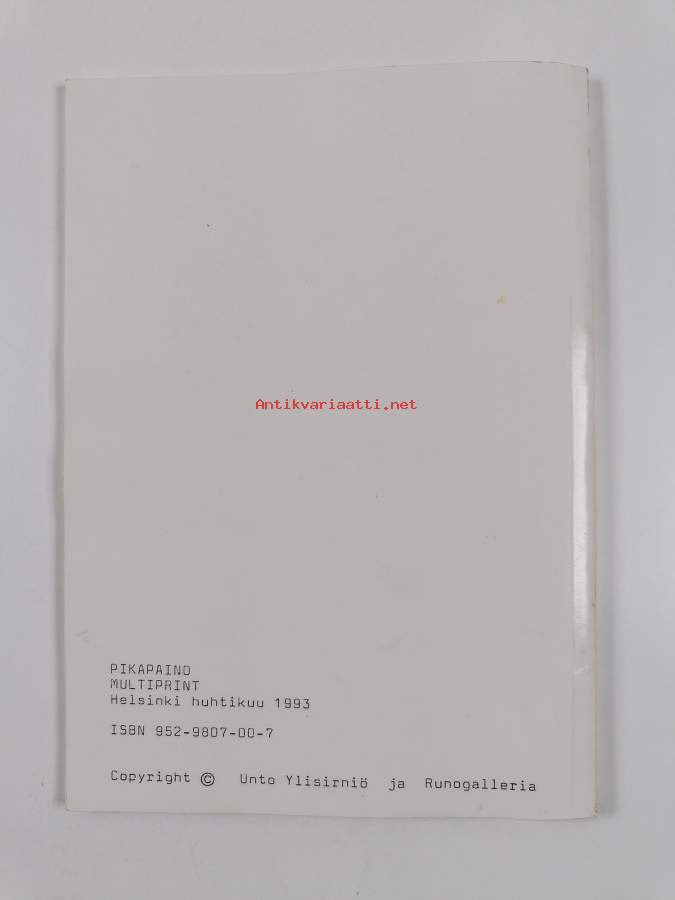 Antikvariaatti.net
PIKAPAINO
MULTIPRINT
Helsinki huhtikuu 1993
ISBN 952-9807-00-7
Copyright © Unto Ylisirniö ja Runogalleria